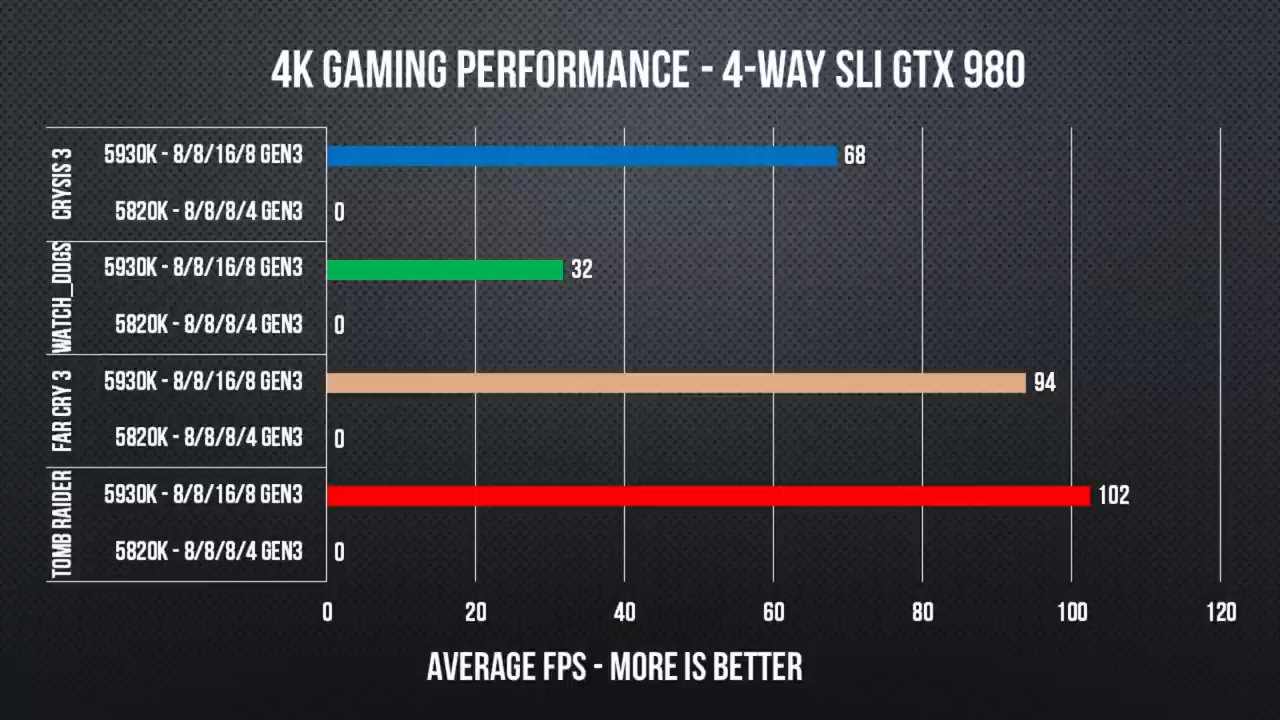 4K GAMING PERFORMANCE - 4-WAY SLI GTX 980
CRYSIS 3
5930K - 8/8/16/8 GEN3
68
5820K - 8/8/8/4 GEN3
0
WATCH_DOGS
5930K - 8/8/16/8 GEN3
32
5820K - 8/8/8/4 GEN3
0
FAR CRY 3
5930K - 8/8/16/8 GEN3
94
5820K - 8/8/8/4 GEN3
0
TOMB RAIDER
5930K - 8/8/16/8 GEN3
102
5820K - 8/8/8/4 GEN3
0
0 20 40 60 80 100 120
AVERAGE FPS - MORE IS BETTER